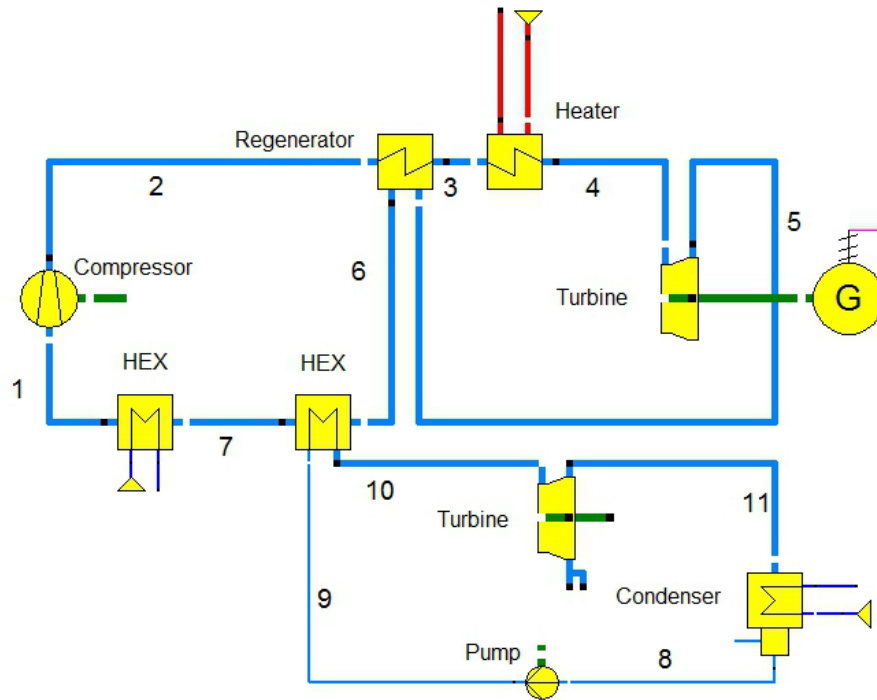 Heater
Regenerator
2
3
4
5
Compressor
6
Turbine
G
HEX
HEX
1
7
10
Turbine
11
Condenser
9
Pump
8